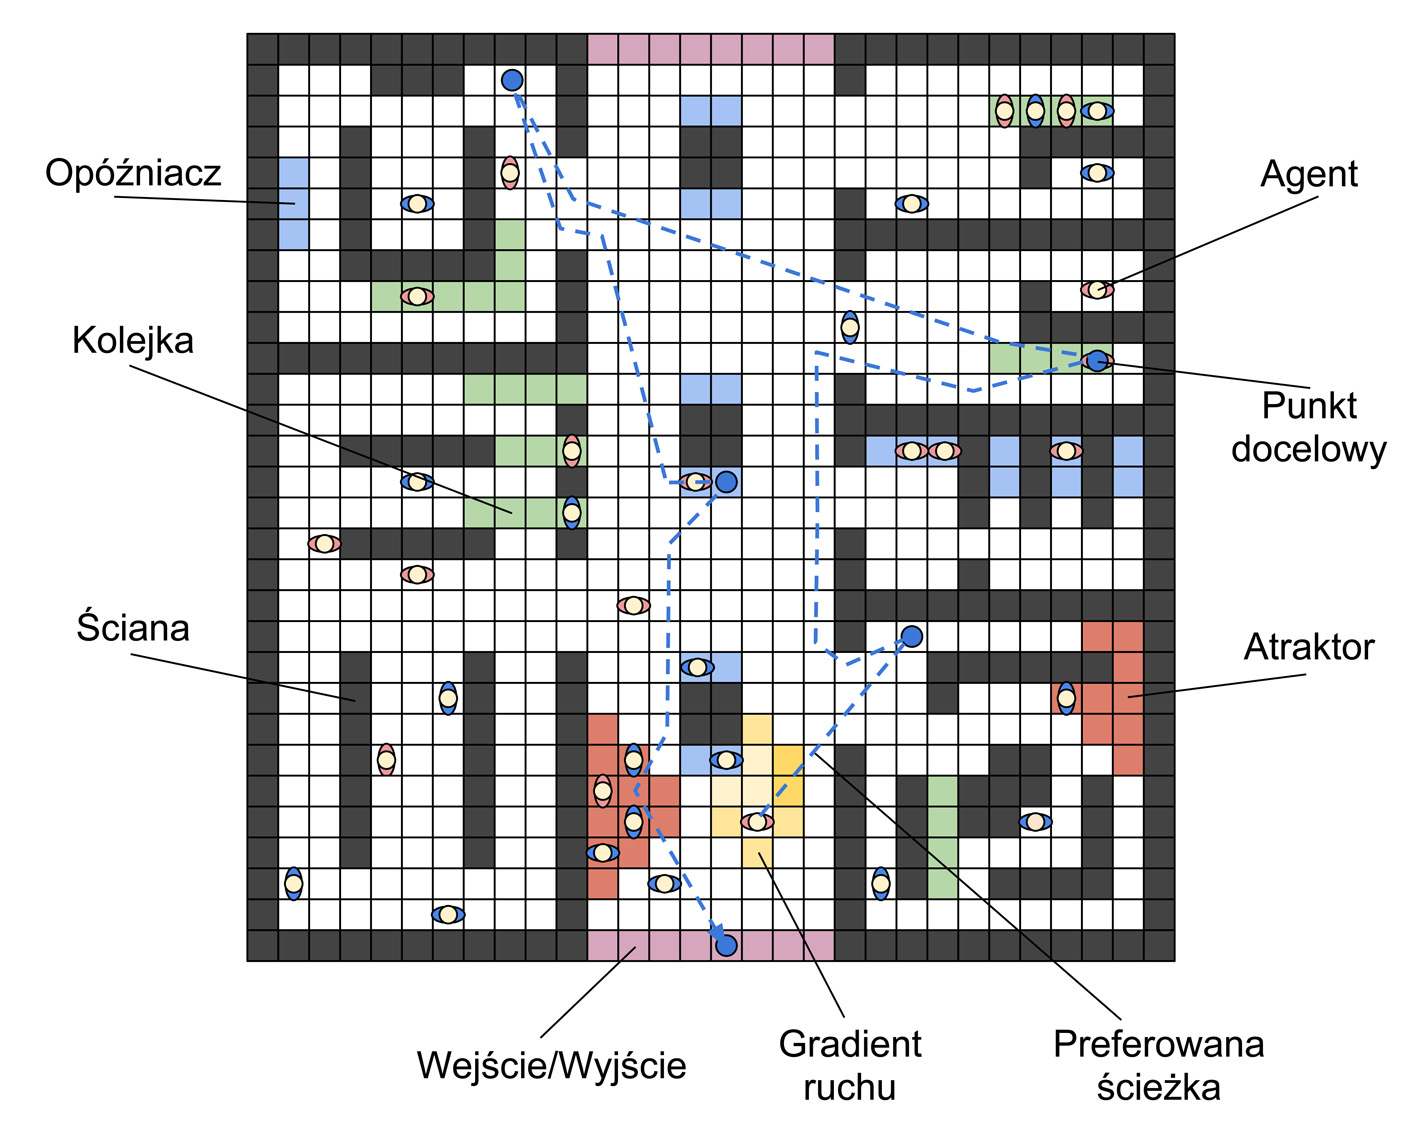 Opóźniacz
Agent
Kolejka
Punkt
docelowy
Ściana
Atraktor
Wejście/Wyjście
Gradient
ruchu
Preferowana
ścieżka